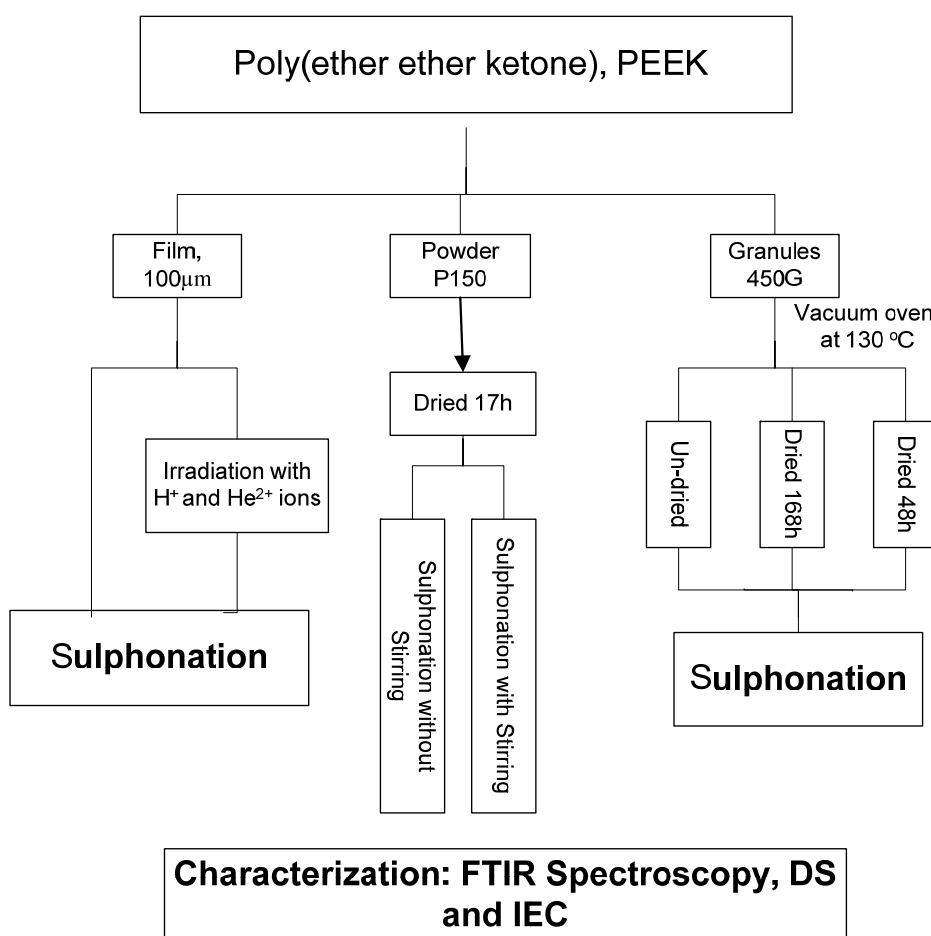 Poly(ether ether ketone), PEEK
Film,
100μm
Powder
P150
Granules
450G
Vacuum oven
at 130 °C
Dried 17h
Irradiation with
H⁺ and He²⁺ ions
Un-dried
Dried 168h
Dried 48h
Sulphonation without
Stirring
Sulphonation with Stirring
Sulphonation
Sulphonation
Characterization: FTIR Spectroscopy, DS
and IEC